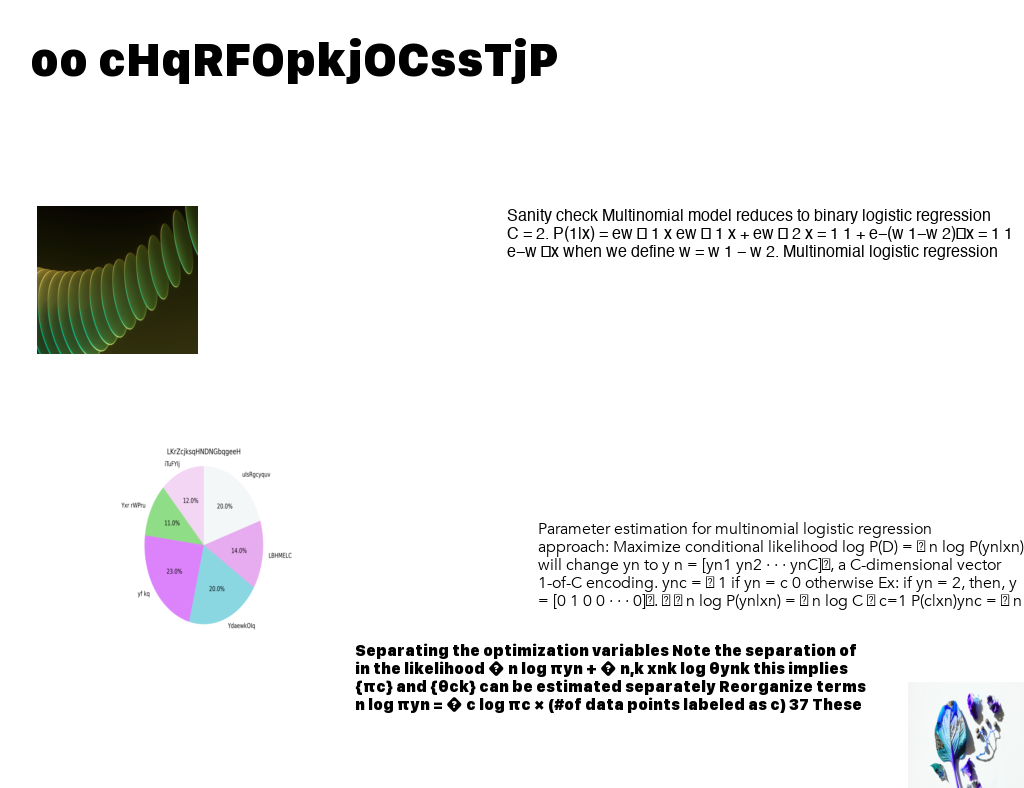 oo cHqRFOpkjOCssTjP
Sanity check Multinomial model reduces to binary logistic regression
C = 2. P(1|x) = ew � 1 x ew � 1 x + ew � 2 x = 1 1 + e−(w 1−w 2)�x = 1 1
e−w �x when we define w = w 1 − w 2. Multinomial logistic regression
LKrZcjksqHNDNGbqgeeH
iTuFYIj
uIsRgcyquv
Yxr rWPru
12.0%
20.0%
11.0%
14.0%
LBHMELC
23.0%
20.0%
yf kq
YdaewkOlq
Parameter estimation for multinomial logistic regression
approach: Maximize conditional likelihood log P(D) = � n log P(yn|xn)
will change yn to y n = [yn1 yn2 · · · ynC]�, a C-dimensional vector
1-of-C encoding. ync = � 1 if yn = c 0 otherwise Ex: if yn = 2, then, y
= [0 1 0 0 · · · 0]�. � � n log P(yn|xn) = � n log C � c=1 P(c|xn)ync = � n
Separating the optimization variables Note the separation of
in the likelihood � n log πyn + � n,k xnk log θynk this implies
{πc} and {θck} can be estimated separately Reorganize terms
n log πyn = � c log πc × (#of data points labeled as c) 37 These